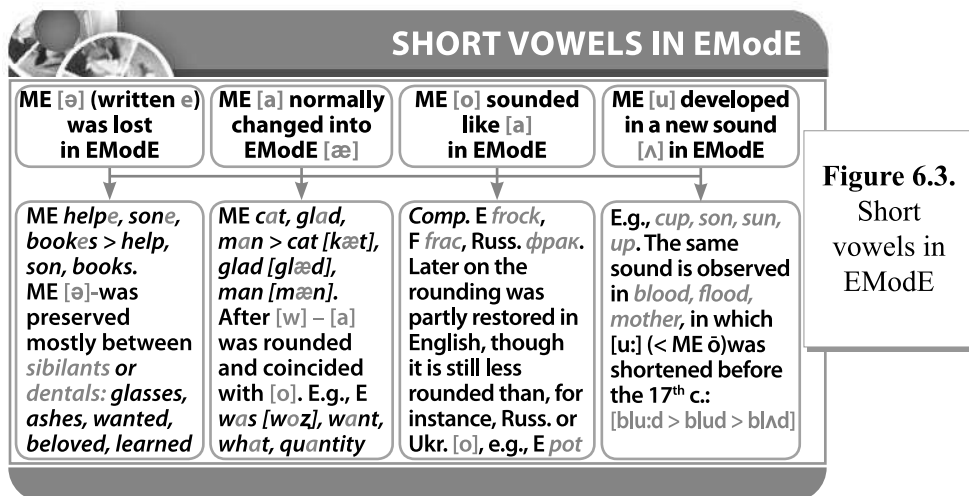 SHORT VOWELS IN EModE
ME [ə] (written e)
was lost
in EModE
ME [a] normally
changed into
EModE [æ]
ME [o] sounded
like [a]
in EModE
ME [u] developed
in a new sound
[ʌ] in EModE
ME helpe, sone,
bookes > help,
son, books.
ME [ə]-was
preserved
mostly between
sibilants or
dentals: glasses,
ashes, wanted,
beloved, learned
ME cat, glad,
man > cat [kæt],
glad [glæd],
man [mæn].
After [w] – [a]
was rounded
and coincided
with [o]. E.g., E
was [woʐ], want,
what, quantity
Comp. E frock,
F frac, Russ. фрак.
Later on the
rounding was
partly restored in
English, though
it is still less
rounded than, for
instance, Russ. or
Ukr. [o], e.g., E pot
E.g., cup, son, sun,
up. The same
sound is observed
in blood, flood,
mother, in which
[u:] (< ME ō)was
shortened before
the 17th c.:
[blu:d > blud > blʌd]
Figure 6.3.
Short
vowels in
EModE